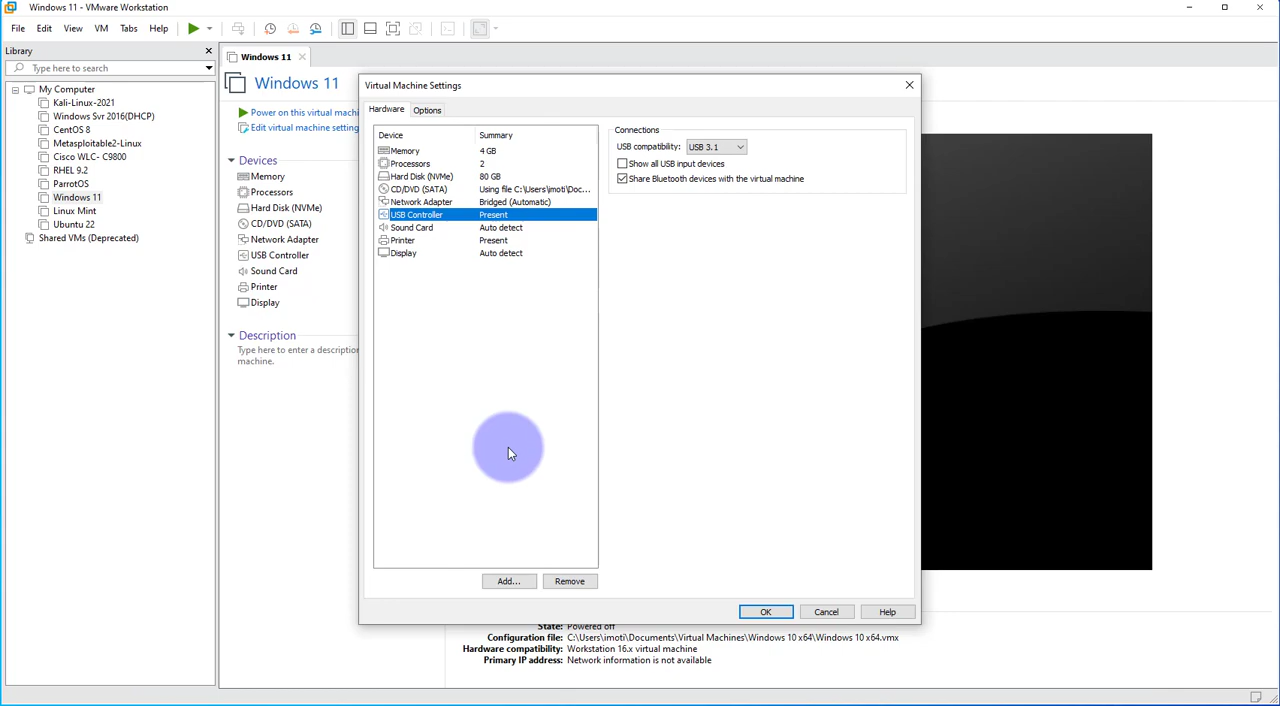 Windows 11 - VMware Workstation
File Edit View VM Tabs Help
Library
Type here to search
My Computer
Kali-Linux-2021
Windows Svr 2016(DHCP)
CentOS 8
Metasploitable2-Linux
Cisco WLC- C9800
RHEL 9.2
ParrotOS
Windows 11
Linux Mint
Ubuntu 22
Shared VMs (Deprecated)
Windows 11
Windows 11
Power on this virtual machi
Edit virtual machine setting
Devices
Memory
Processors
Hard Disk (NVMe)
CD/DVD (SATA)
Network Adapter
USB Controller
Sound Card
Printer
Display
Description
Type here to enter a description
machine.
Virtual Machine Settings
Hardware Options
Device Summary
Memory 4 GB
Processors 2
Hard Disk (NVMe) 80 GB
CD/DVD (SATA) Using file C:\Users\imoti\Doc...
Network Adapter Bridged (Automatic)
USB Controller Present
Sound Card Auto detect
Printer Present
Display Auto detect
Add... Remove
Connections
USB compatibility: USB 3.1
Show all USB input devices
Share Bluetooth devices with the virtual machine
OK Cancel Help
State: Powered off
Configuration file: C:\Users\imoti\Documents\Virtual Machines\Windows 10 x64\Windows 10 x64.vmx
Hardware compatibility: Workstation 16.x virtual machine
Primary IP address: Network information is not available